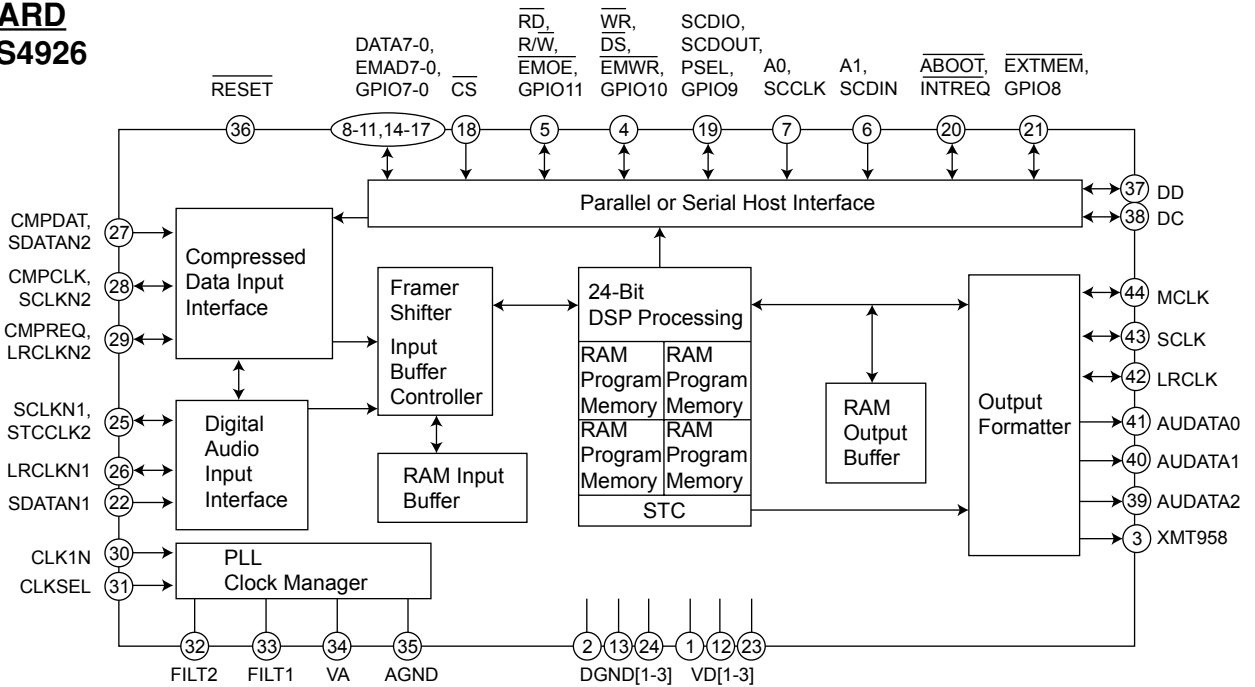 S4926
RESET
DATA7-0,
EMAD7-0,
GPIO7-0
CS
RD,
R/W,
EMOE,
GPIO11
WR,
DS,
EMWR,
GPIO10
SCDIO,
SCDOUT,
PSEL,
GPIO9
A0,
SCCLK
A1,
SCDIN
ABOOT,
INTREQ
EXTMEM,
GPIO8
36
8-11,14-17
18
5
4
19
7
6
20
21
Parallel or Serial Host Interface
37 DD
38 DC
CMPDAT,
SDATAN2
27
CMPCLK,
SCLKN2
28
CMPREQ,
LRCLKN2
29
Compressed
Data Input
Interface
Framer
Shifter
Input
Buffer
Controller
24-Bit
DSP Processing
RAM
Program
Memory
RAM
Program
Memory
RAM
Program
Memory
RAM
Program
Memory
STC
RAM
Output
Buffer
Output
Formatter
44 MCLK
43 SCLK
42 LRCLK
41 AUDATA0
40 AUDATA1
39 AUDATA2
3 XMT958
SCLKN1,
STCCLK2
25
LRCLKN1 26
SDATAN1 22
Digital
Audio
Input
Interface
RAM Input
Buffer
CLK1N 30
CLKSEL 31
PLL
Clock Manager
32
33
34
35
2
13
24
1
12
23
FILT2
FILT1
VA
AGND
DGND[1-3]
VD[1-3]